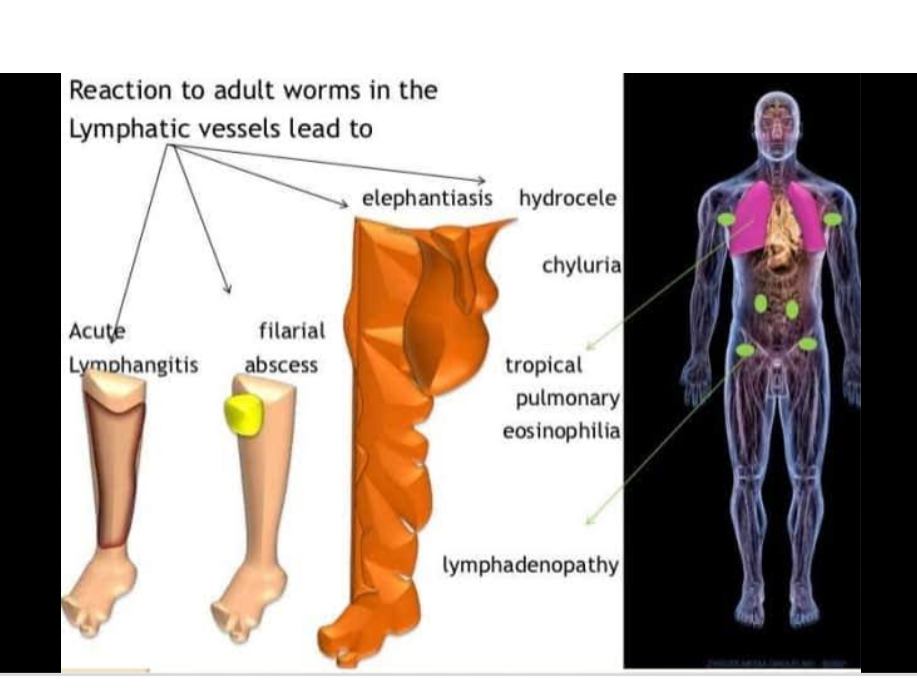 Reaction to adult worms in the
Lymphatic vessels lead to
elephantiasis
hydrocele
chyluria
Acute
Lymphangitis
filarial
abscess
tropical
pulmonary
eosinophilia
lymphadenopathy